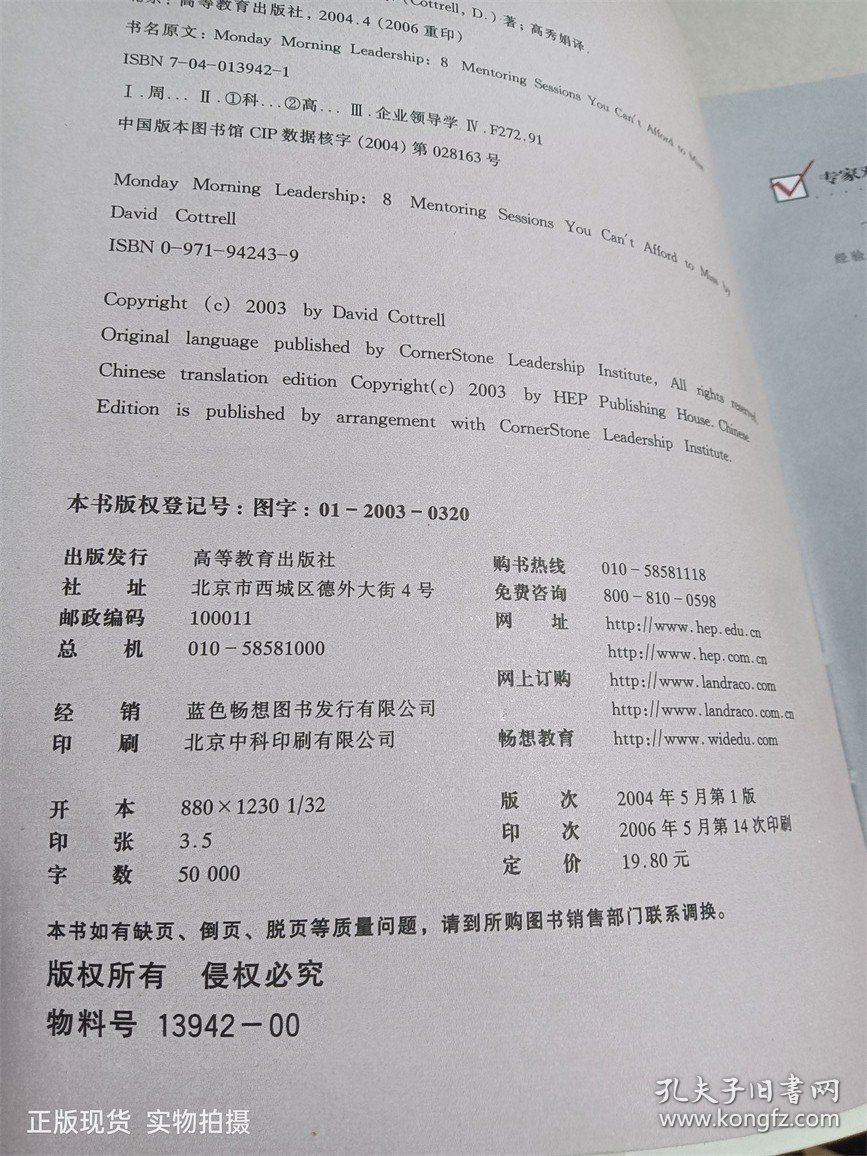 (Cottrell, D.) 著; 高秀娟译.
高等教育出版社, 2004.4 (2006 重印)
书名原文: Monday Morning Leadership: 8 Mentoring Sessions You Can't Afford to Miss
ISBN 7-04-013942-1
Ⅰ.周... Ⅱ.①科...②高... Ⅲ.企业领导学 Ⅳ.F272.91
中国版本图书馆 CIP 数据核字 (2004) 第 028163 号
Monday Morning Leadership: 8 Mentoring Sessions You Can't Afford to Miss by
David Cottrell
ISBN 0-971-94243-9
Copyright (c) 2003 by David Cottrell
Original language published by CornerStone Leadership Institute, All rights reserved.
Chinese translation edition Copyright(c) 2003 by HEP Publishing House. Chinese
Edition is published by arrangement with CornerStone Leadership Institute.
本书版权登记号: 图字: 01-2003-0320
出版发行 高等教育出版社 购书热线 010-58581118
社 址 北京市西城区德外大街 4 号 免费咨询 800-810-0598
邮政编码 100011 网 址 http://www.hep.edu.cn
总 机 010-58581000 http://www.hep.com.cn
网上订购 http://www.landraco.com
经 销 蓝色畅想图书发行有限公司 http://www.landraco.com.cn
印 刷 北京中科印刷有限公司 畅想教育 http://www.widedu.com
开 本 880×1230 1/32 版 次 2004 年 5 月第 1 版
印 张 3.5 印 次 2006 年 5 月第 14 次印刷
字 数 50 000 定 价 19.80 元
本书如有缺页、倒页、脱页等质量问题, 请到所购图书销售部门联系调换。
版权所有 侵权必究
物料号 13942-00
专家
经验
正版现货 实物拍摄
孔夫子旧书网
www.kongfz.com